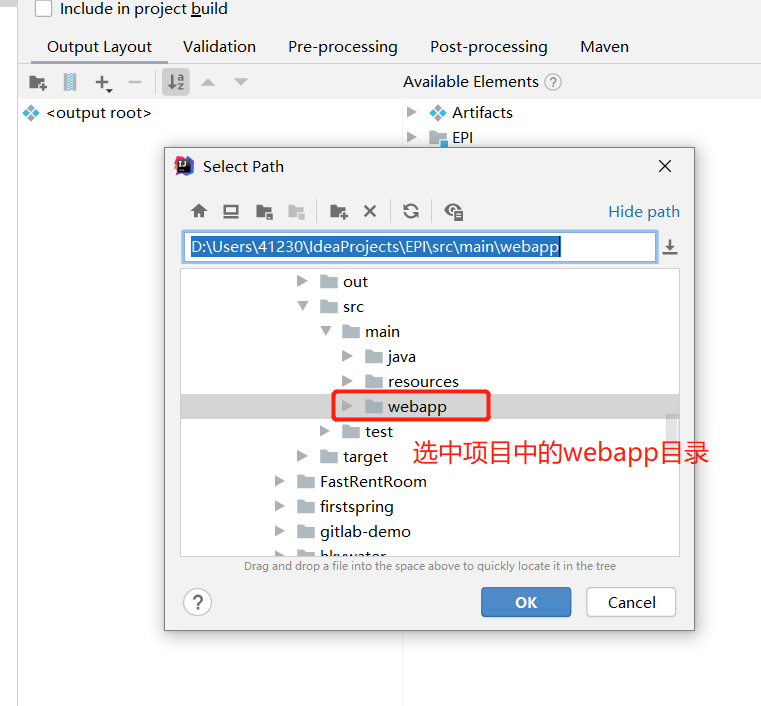 Include in project build
Output Layout
Validation
Pre-processing
Post-processing
Maven
Available Elements
<output root>
Artifacts
EPI
Select Path
Hide path
D:\Users\41230\IdeaProjects\EPI\src\main\webapp
out
src
main
java
resources
webapp
test
选中项目中的webapp目录
target
FastRentRoom
firstspring
gitlab-demo
Drag and drop a file into the space above to quickly locate it in the tree
?
OK
Cancel